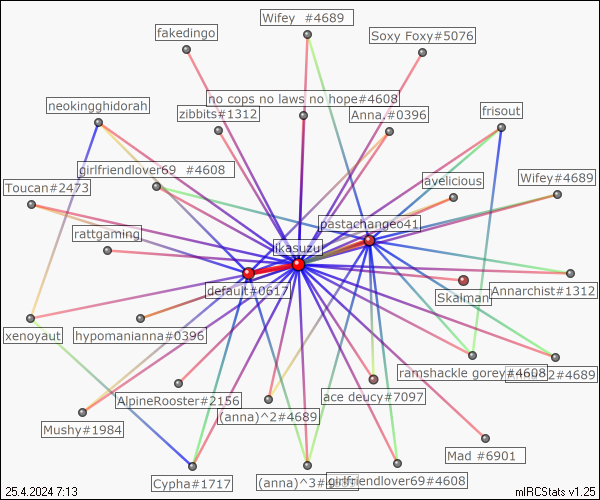 Wifey #4689
fakedingo
Soxy Foxy#5076
no cops no laws no hope#4608
neokingghidorah
zibbits#1312
Anna,#0396
frisout
girlfriendlover69 #4608
avelicious
Wifey#4689
Toucan#2473
pastachangeo41
rattgaming
ikasuzu
default#0617
Skalman
Annarchist#1312
xenoyaut
hypomanianna#0396
ramshackle gorey#4608
2#4689
AlpineRooster#2156
ace deucy#7097
(anna)^2#4689
Mushy#1984
Mad #6901
Cypha#1717
(anna)^3#
girlfriendlover69#4608
25.4.2024 7:13
mIRCStats v1.25